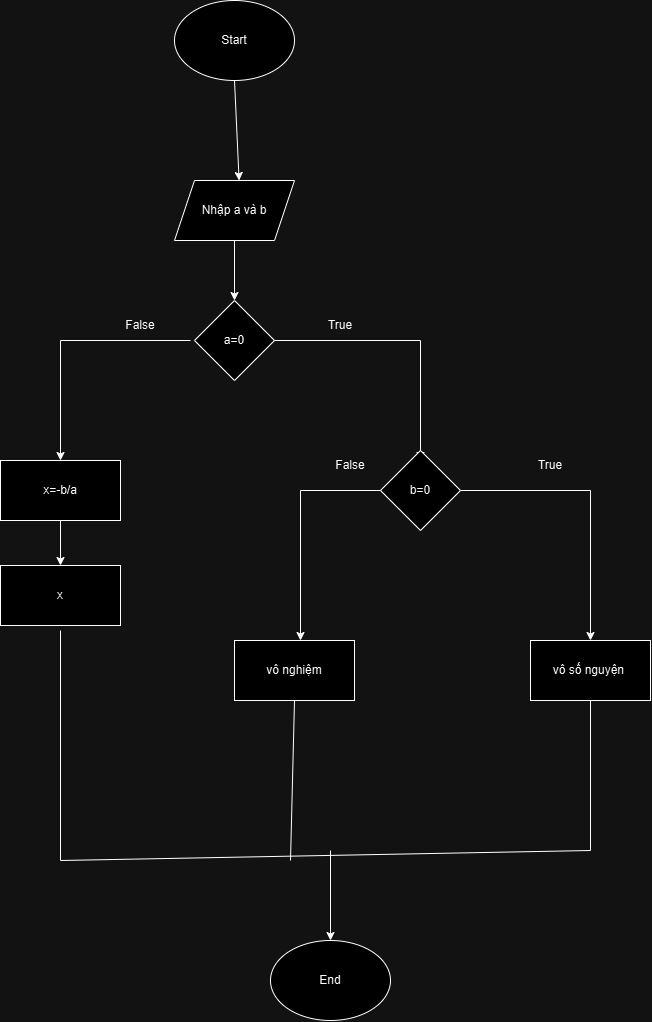 Start
Nhập a và b
False
True
a=0
False
True
x=-b/a
b=0
x
vô nghiệm
vô số nguyện
End